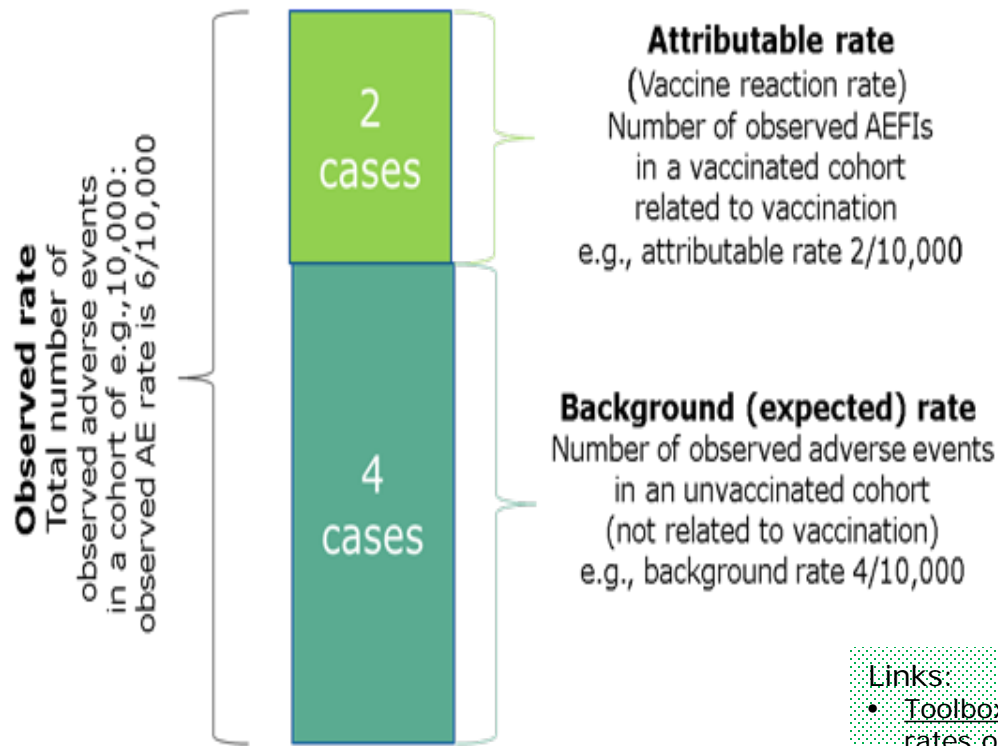 Observed rate
Total number of
observed adverse events
in a cohort of e.g.,10,000:
observed AE rate is 6/10,000
2
cases
4
cases
Attributable rate
(Vaccine reaction rate)
Number of observed AEFIs
in a vaccinated cohort
related to vaccination
e.g., attributable rate 2/10,000
Background (expected) rate
Number of observed adverse events
in an unvaccinated cohort
(not related to vaccination)
e.g., background rate 4/10,000
Links:
• Toolbox
rates o